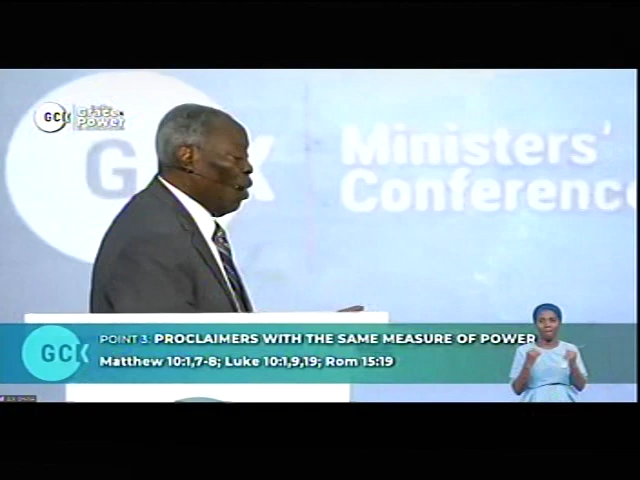 GCK
Grace &
Power
GCK
Ministers'
Conference
POINT 3: PROCLAIMERS WITH THE SAME MEASURE OF POWER
GCK
Matthew 10:1,7-8; Luke 10:1,9,19; Rom 15:19